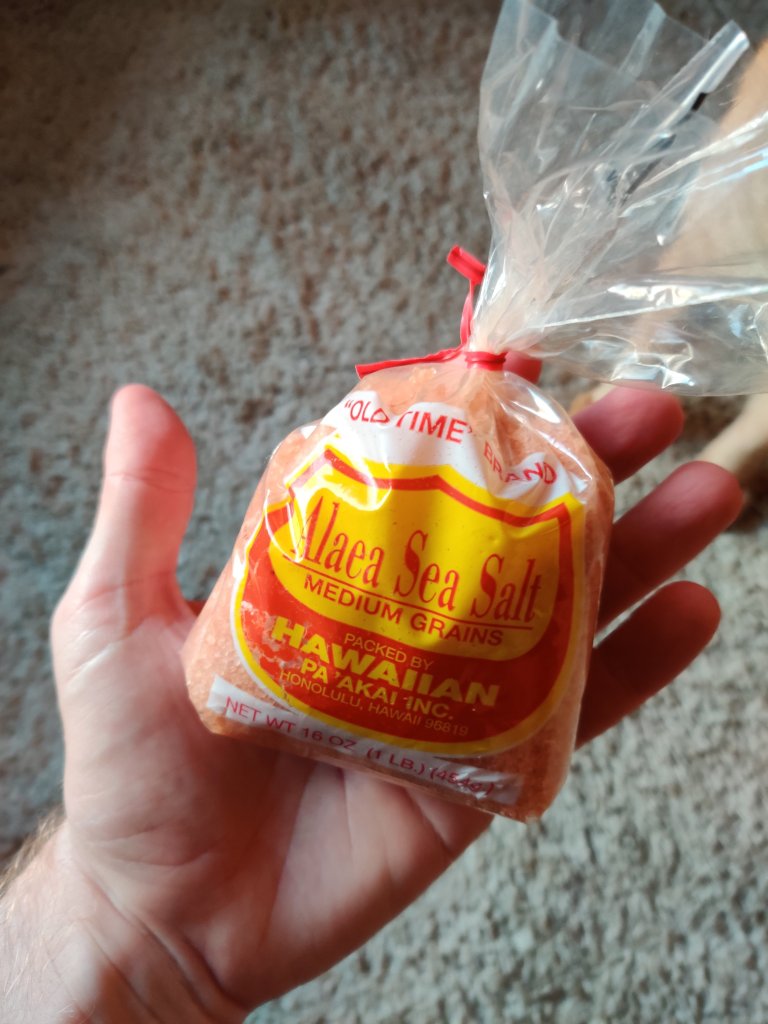 "OLD TIME" BRAND
Alaea Sea Salt
MEDIUM GRAINS
PACKED BY
HAWAIIAN
PA'AKAI INC.
HONOLULU, HAWAII 96819
NET WT 16 OZ. (1 LB.) (454g)